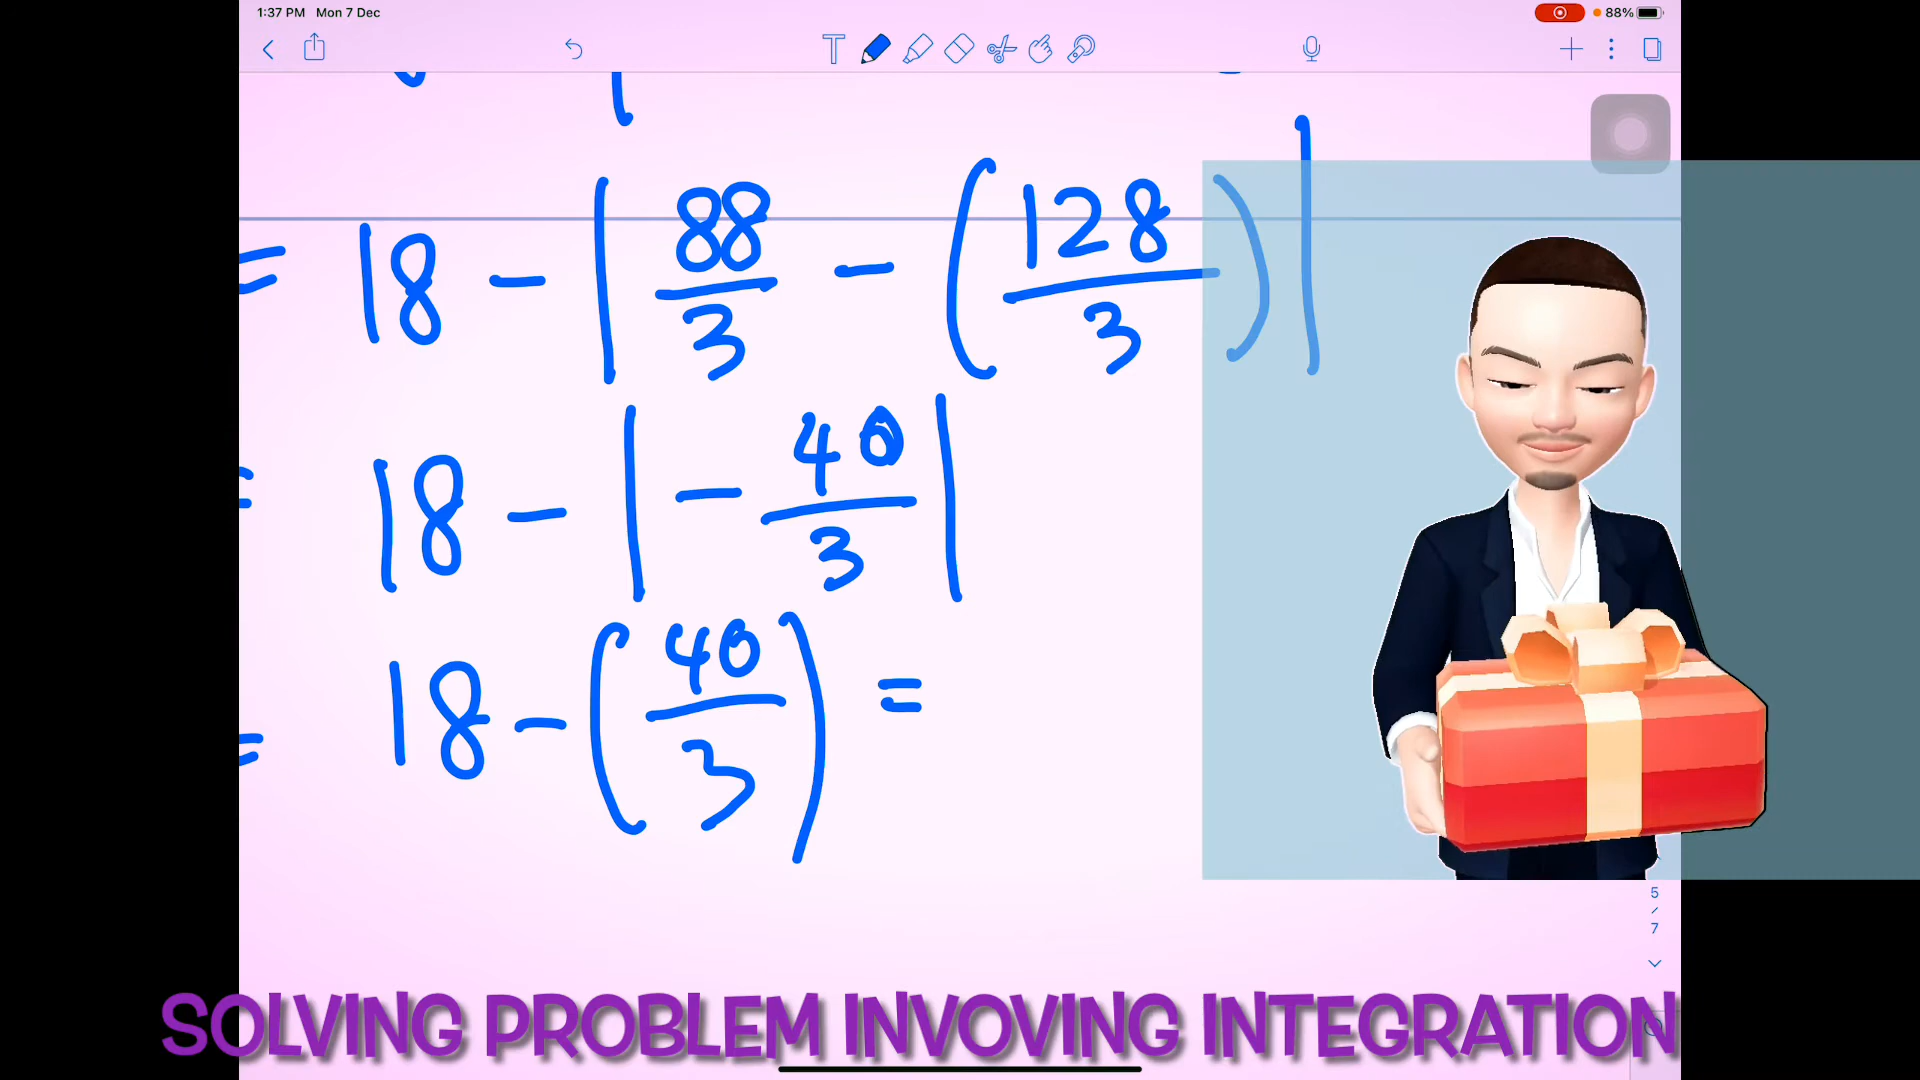 1:37 PM Mon 7 Dec 88%
T
= 18 - | 88/3 - (128/3) |
= 18 - | - 40/3 |
= 18 - (40/3) =
5
/
7
SOLVING PROBLEM INVOVING INTEGRATION